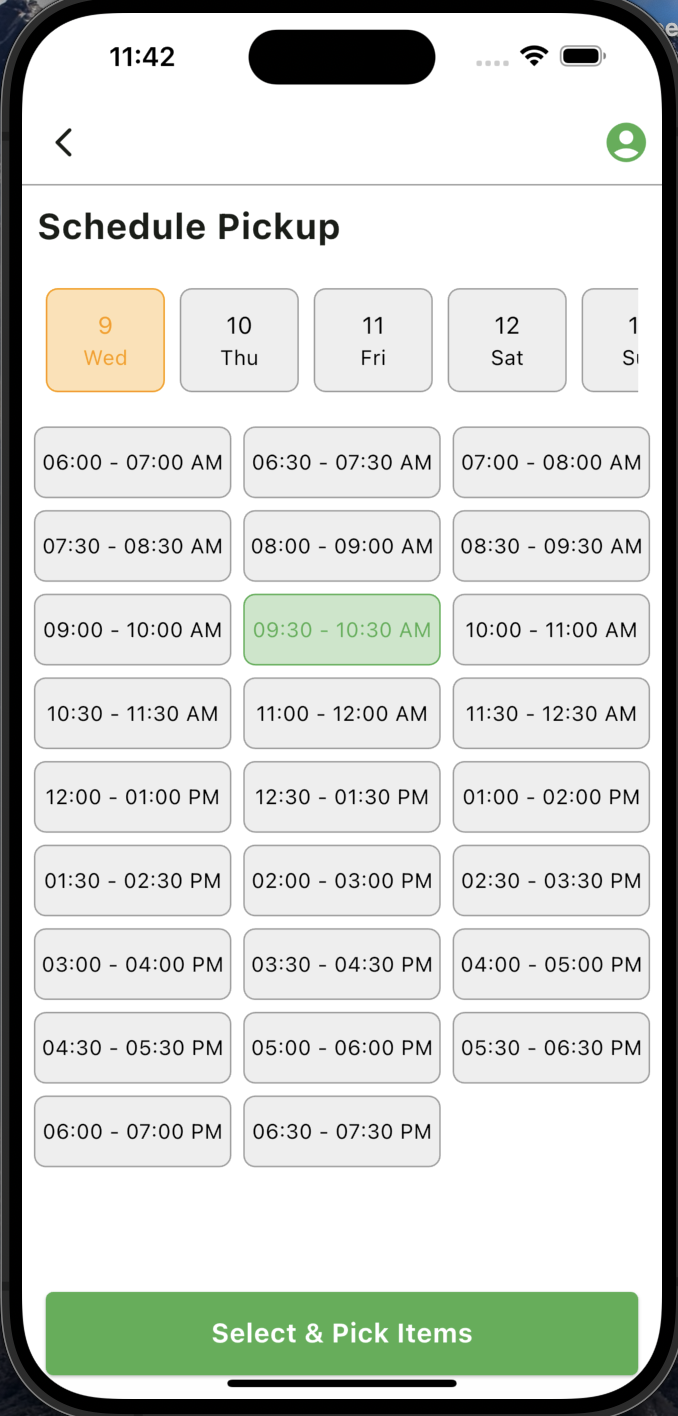 11:42
Schedule Pickup
9 10 11 12
Wed Thu Fri Sat
06:00 - 07:00 AM 06:30 - 07:30 AM 07:00 - 08:00 AM
07:30 - 08:30 AM 08:00 - 09:00 AM 08:30 - 09:30 AM
09:00 - 10:00 AM 09:30 - 10:30 AM 10:00 - 11:00 AM
10:30 - 11:30 AM 11:00 - 12:00 AM 11:30 - 12:30 AM
12:00 - 01:00 PM 12:30 - 01:30 PM 01:00 - 02:00 PM
01:30 - 02:30 PM 02:00 - 03:00 PM 02:30 - 03:30 PM
03:00 - 04:00 PM 03:30 - 04:30 PM 04:00 - 05:00 PM
04:30 - 05:30 PM 05:00 - 06:00 PM 05:30 - 06:30 PM
06:00 - 07:00 PM 06:30 - 07:30 PM
Select & Pick Items